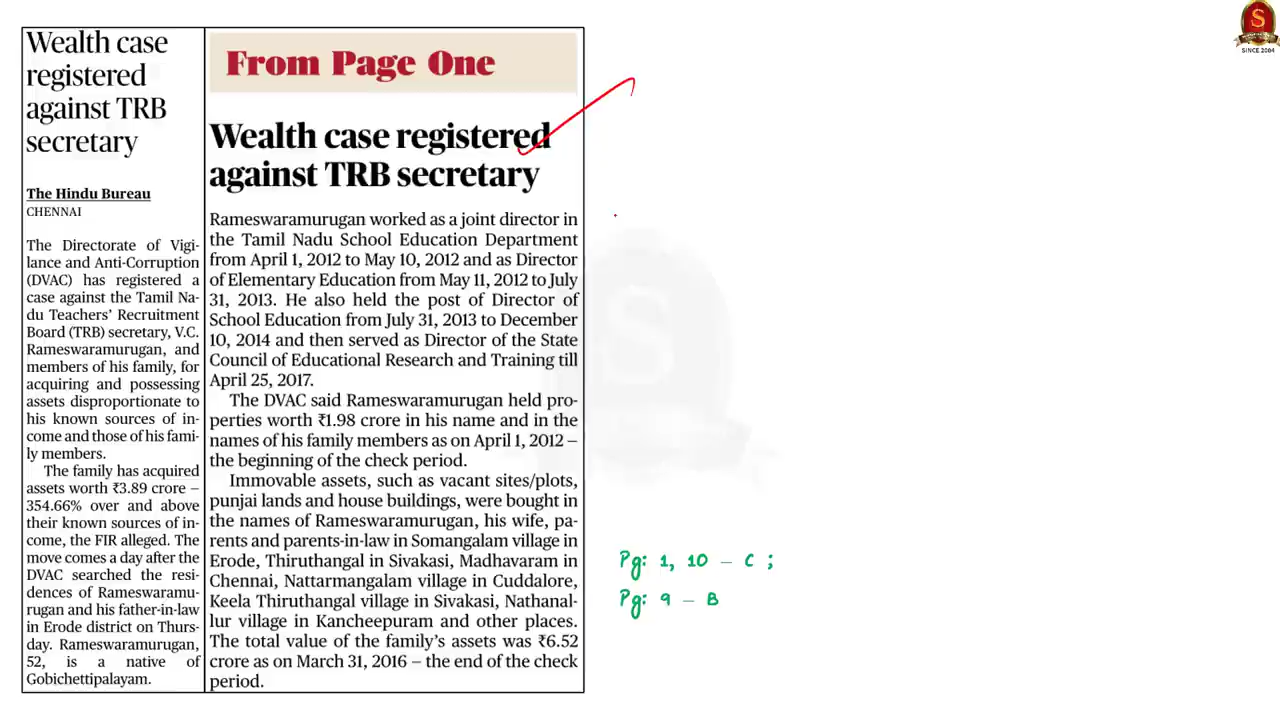 Wealth case
registered
against TRB
secretary
The Hindu Bureau
CHENNAI
The Directorate of Vigi-
lance and Anti-Corruption
(DVAC) has registered a
case against the Tamil Na-
du Teachers' Recruitment
Board (TRB) secretary, V.C.
Rameswaramurugan, and
members of his family, for
acquiring and possessing
assets disproportionate to
his known sources of in-
come and those of his fami-
ly members.
The family has acquired
assets worth ₹3.89 crore –
354.66% over and above
their known sources of in-
come, the FIR alleged. The
move comes a day after the
DVAC searched the resi-
dences of Rameswaramu-
rugan and his father-in-law
in Erode district on Thurs-
day. Rameswaramurugan,
52, is a native of
Gobichettipalayam.
From Page One
Wealth case registered
against TRB secretary
Rameswaramurugan worked as a joint director in
the Tamil Nadu School Education Department
from April 1, 2012 to May 10, 2012 and as Director
of Elementary Education from May 11, 2012 to July
31, 2013. He also held the post of Director of
School Education from July 31, 2013 to December
10, 2014 and then served as Director of the State
Council of Educational Research and Training till
April 25, 2017.
The DVAC said Rameswaramurugan held pro-
perties worth ₹1.98 crore in his name and in the
names of his family members as on April 1, 2012 –
the beginning of the check period.
Immovable assets, such as vacant sites/plots,
punjai lands and house buildings, were bought in
the names of Rameswaramurugan, his wife, pa-
rents and parents-in-law in Somangalam village in
Erode, Thiruthangal in Sivakasi, Madhavaram in
Chennai, Nattarmangalam village in Cuddalore,
Keela Thiruthangal village in Sivakasi, Nathanal-
lur village in Kancheepuram and other places.
The total value of the family's assets was ₹6.52
crore as on March 31, 2016 – the end of the check
period.
Pg: 1, 10 – C ;
Pg: 9 – B
S
SINCE 2004